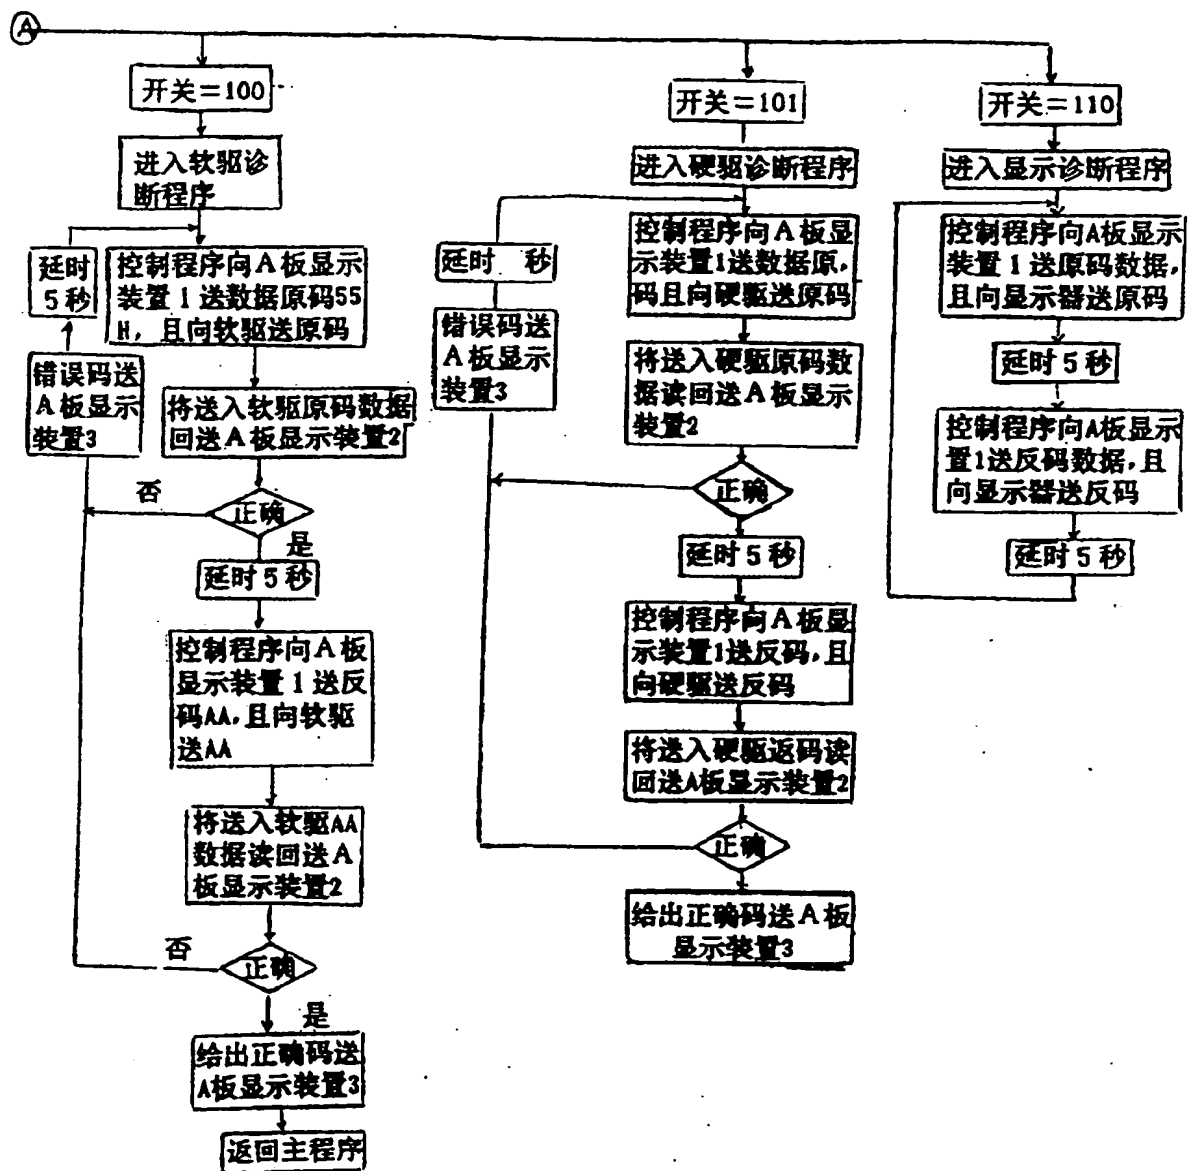 A
开关=100
进入软驱诊
断程序
延时
5秒
控制程序向A板显示
装置1送数据原码55
H，且向软驱送原码
错误码送
A板显示
装置3
将送入软驱原码数据
回送A板显示装置2
否
正确
是
延时5秒
控制程序向A板
显示装置1送反
码AA，且向软驱
送AA
将送入软驱AA
数据读回送A
板显示装置2
否
正确
是
给出正确码送
A板显示装置3
返回主程序
开关=101
进入硬驱诊断程序
延时 秒
控制程序向A板显
示装置1送数据原，
码且向硬驱送原码
错误码送
A板显示
装置3
将送入硬驱原码数
据读回送A板显示
装置2
正确
延时5秒
控制程序向A板显
示装置1送反码，且
向硬驱送反码
将送入硬驱返码读
回送A板显示装置2
正确
给出正确码送A板
显示装置3
开关=110
进入显示诊断程序
控制程序向A板显示
装置1送原码数据，
且向显示器送原码
延时5秒
控制程序向A板显示
置1送反码数据，且
向显示器送反码
延时5秒